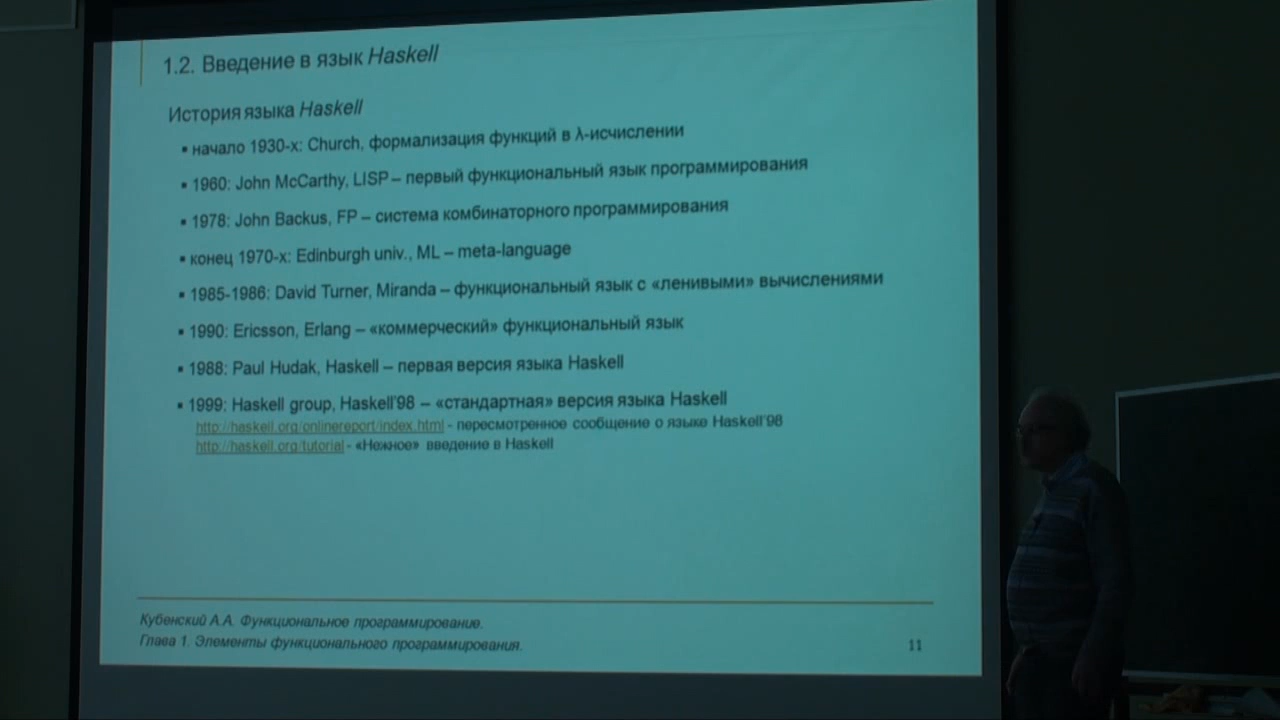 1.2. Введение в язык Haskell
История языка Haskell
▪ начало 1930-х: Church, формализация функций в λ-исчислении
▪ 1960: John McCarthy, LISP – первый функциональный язык программирования
▪ 1978: John Backus, FP – система комбинаторного программирования
▪ конец 1970-х: Edinburgh univ., ML – meta-language
▪ 1985-1986: David Turner, Miranda – функциональный язык с «ленивыми» вычислениями
▪ 1990: Ericsson, Erlang – «коммерческий» функциональный язык
▪ 1988: Paul Hudak, Haskell – первая версия языка Haskell
▪ 1999: Haskell group, Haskell'98 – «стандартная» версия языка Haskell
http://haskell.org/onlinereport/index.html - пересмотренное сообщение о языке Haskell'98
http://haskell.org/tutorial - «Нежное» введение в Haskell
Кубенский А.А. Функциональное программирование.
Глава 1. Элементы функционального программирования.
11